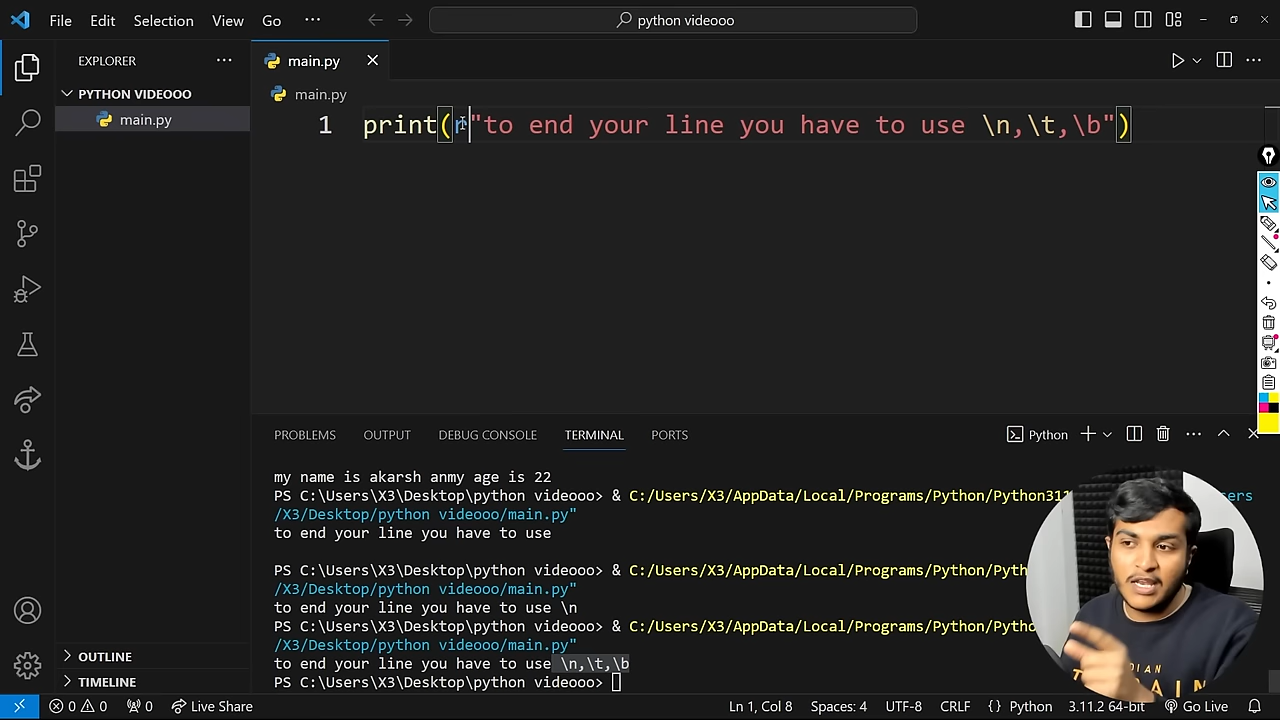 File Edit Selection View Go ··· python videooo
EXPLORER ···
main.py
PYTHON VIDEOOO
main.py
main.py
1 print(r"to end your line you have to use \n,\t,\b")
PROBLEMS OUTPUT DEBUG CONSOLE TERMINAL PORTS Python ···
my name is akarsh anmy age is 22
PS C:\Users\X3\Desktop\python videooo> & C:/Users/X3/AppData/Local/Programs/Python/Python311 sers
/X3/Desktop/python videooo/main.py"
to end your line you have to use
PS C:\Users\X3\Desktop\python videooo> & C:/Users/X3/AppData/Local/Programs/Pyth
/X3/Desktop/python videooo/main.py"
to end your line you have to use \n
PS C:\Users\X3\Desktop\python videooo> & C:/Users/X3/AppData/Local/Programs/Pytho
/X3/Desktop/python videooo/main.py"
to end your line you have to use \n,\t,\b
PS C:\Users\X3\Desktop\python videooo>
OUTLINE
TIMELINE
0 0 0 Live Share Ln 1, Col 8 Spaces: 4 UTF-8 CRLF {} Python 3.11.2 64-bit Go Live